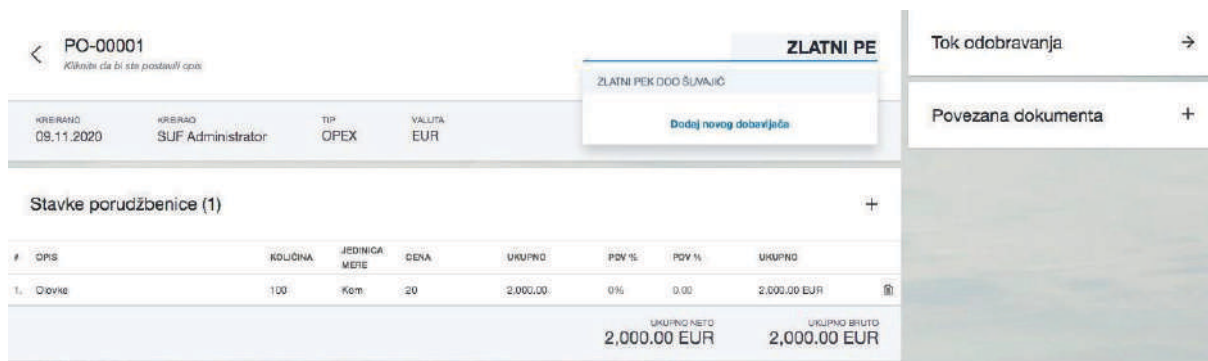 PO-00001
Kliknite da bi ste postavili opis
ZLATNI PE
ZLATNI PEK DOO ŠUVAJIĆ
Dodaj novog dobavljača
KREIRANO
09.11.2020
KREIRAO
SUF Administrator
TIP
OPEX
VALUTA
EUR
Stavke porudžbenice (1)
# OPIS KOLIČINA JEDINICA MERE CENA UKUPNO PDV % PDV % UKUPNO
1. Olovke 100 Kom 20 2,000.00 0% 0.00 2,000.00 EUR
UKUPNO NETO
2,000.00 EUR
UKUPNO BRUTO
2,000.00 EUR
Tok odobravanja
Povezana dokumenta